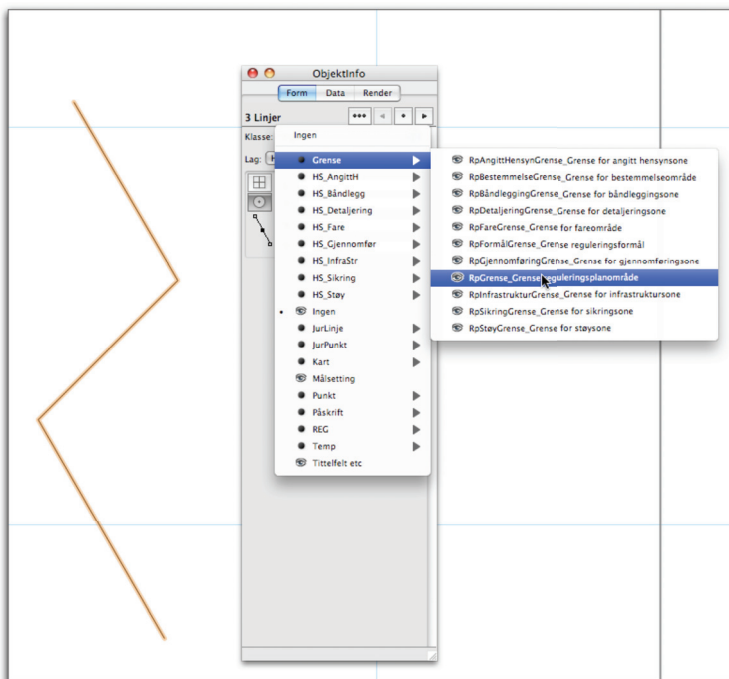 ObjektInfo
Form Data Render
3 Linjer
Klasse:
Lag:
Ingen
Grense
HS_AngittH
HS_Båndlegg
HS_Detaljering
HS_Fare
HS_Gjennomfør
HS_InfraStr
HS_Sikring
HS_Støy
Ingen
JurLinje
JurPunkt
Kart
Målsetting
Punkt
Påskrift
REG
Temp
Tittelfelt etc
RpAngittHensynGrense_Grense for angitt hensynsone
RpBestemmelseGrense_Grense for bestemmelseområde
RpBåndleggingGrense_Grense for båndleggingsone
RpDetaljeringGrense_Grense for detaljeringsone
RpFareGrense_Grense for fareområde
RpFormålGrense_Grense reguleringsformål
RpGjennomføringGrense_Grense for gjennomføringsone
RpGrense_Grense reguleringsplanområde
RpInfrastrukturGrense_Grense for infrastruktursone
RpSikringGrense_Grense for sikringsone
RpStøyGrense_Grense for støysone